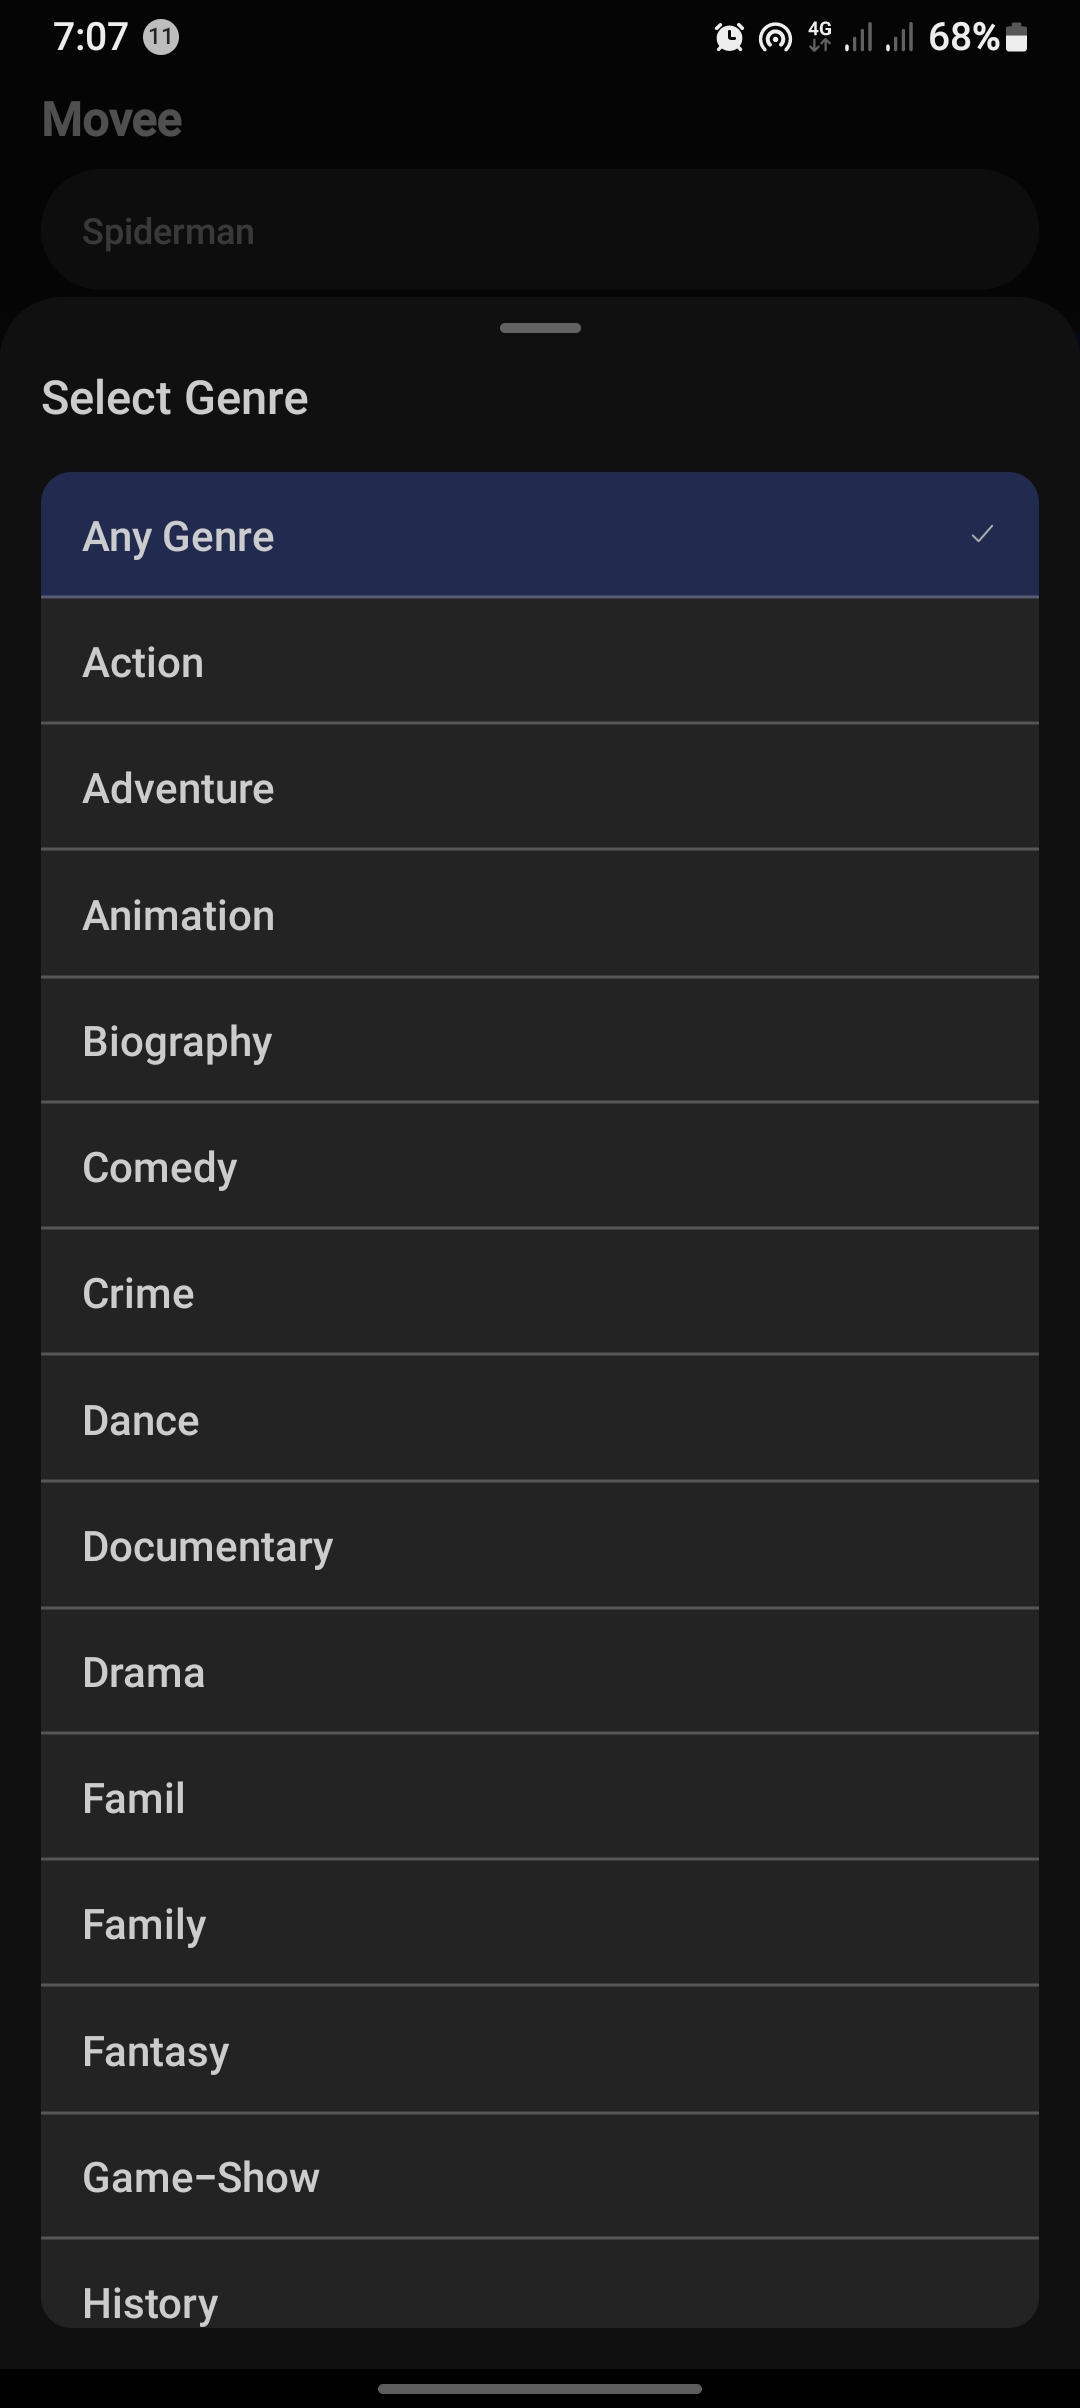 7:07 11 4G 68%
Movee
Spiderman
Select Genre
Any Genre
Action
Adventure
Animation
Biography
Comedy
Crime
Dance
Documentary
Drama
Famil
Family
Fantasy
Game-Show
History